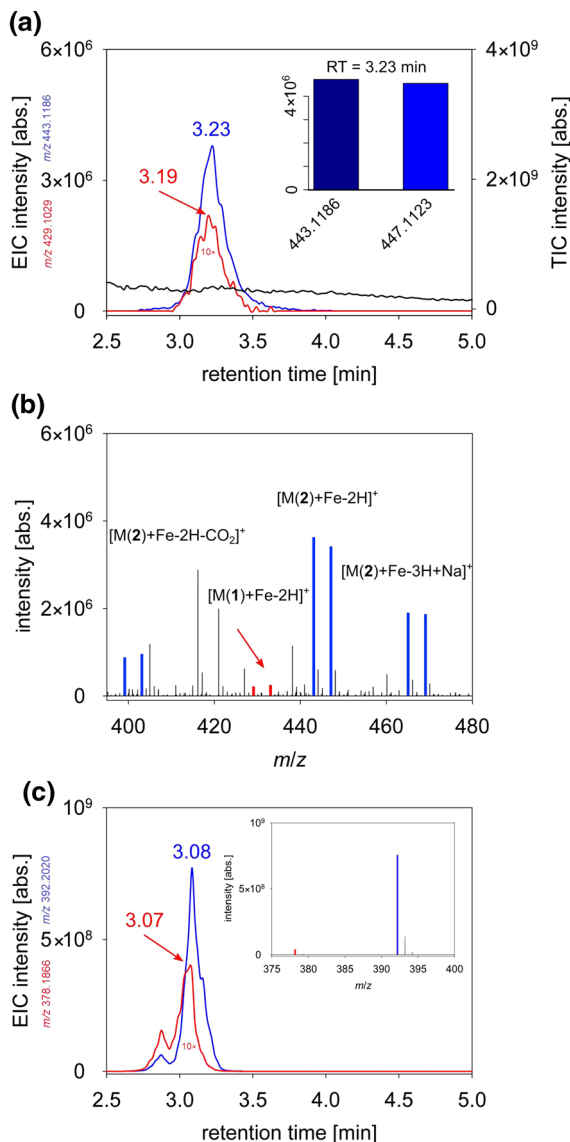 (a)
6×10⁶
3×10⁶
0
EIC intensity [abs.]
m/z 429.1029
m/z 443.1186
3.23
3.19
10×
RT = 3.23 min
4×10⁶
0
443.1186
447.1123
4×10⁹
2×10⁹
0
TIC intensity [abs.]
2.5 3.0 3.5 4.0 4.5 5.0
retention time [min]
(b)
6×10⁶
4×10⁶
2×10⁶
0
intensity [abs.]
[M(2)+Fe-2H]⁺
[M(2)+Fe-2H-CO₂]⁺
[M(2)+Fe-3H+Na]⁺
[M(1)+Fe-2H]⁺
400 420 440 460 480
m/z
(c)
10⁹
5×10⁸
0
EIC intensity [abs.]
m/z 378.1866
m/z 392.2020
3.08
3.07
10×
10⁹
5×10⁸
0
intensity [abs.]
375 380 385 390 395 400
m/z
2.5 3.0 3.5 4.0 4.5 5.0
retention time [min]